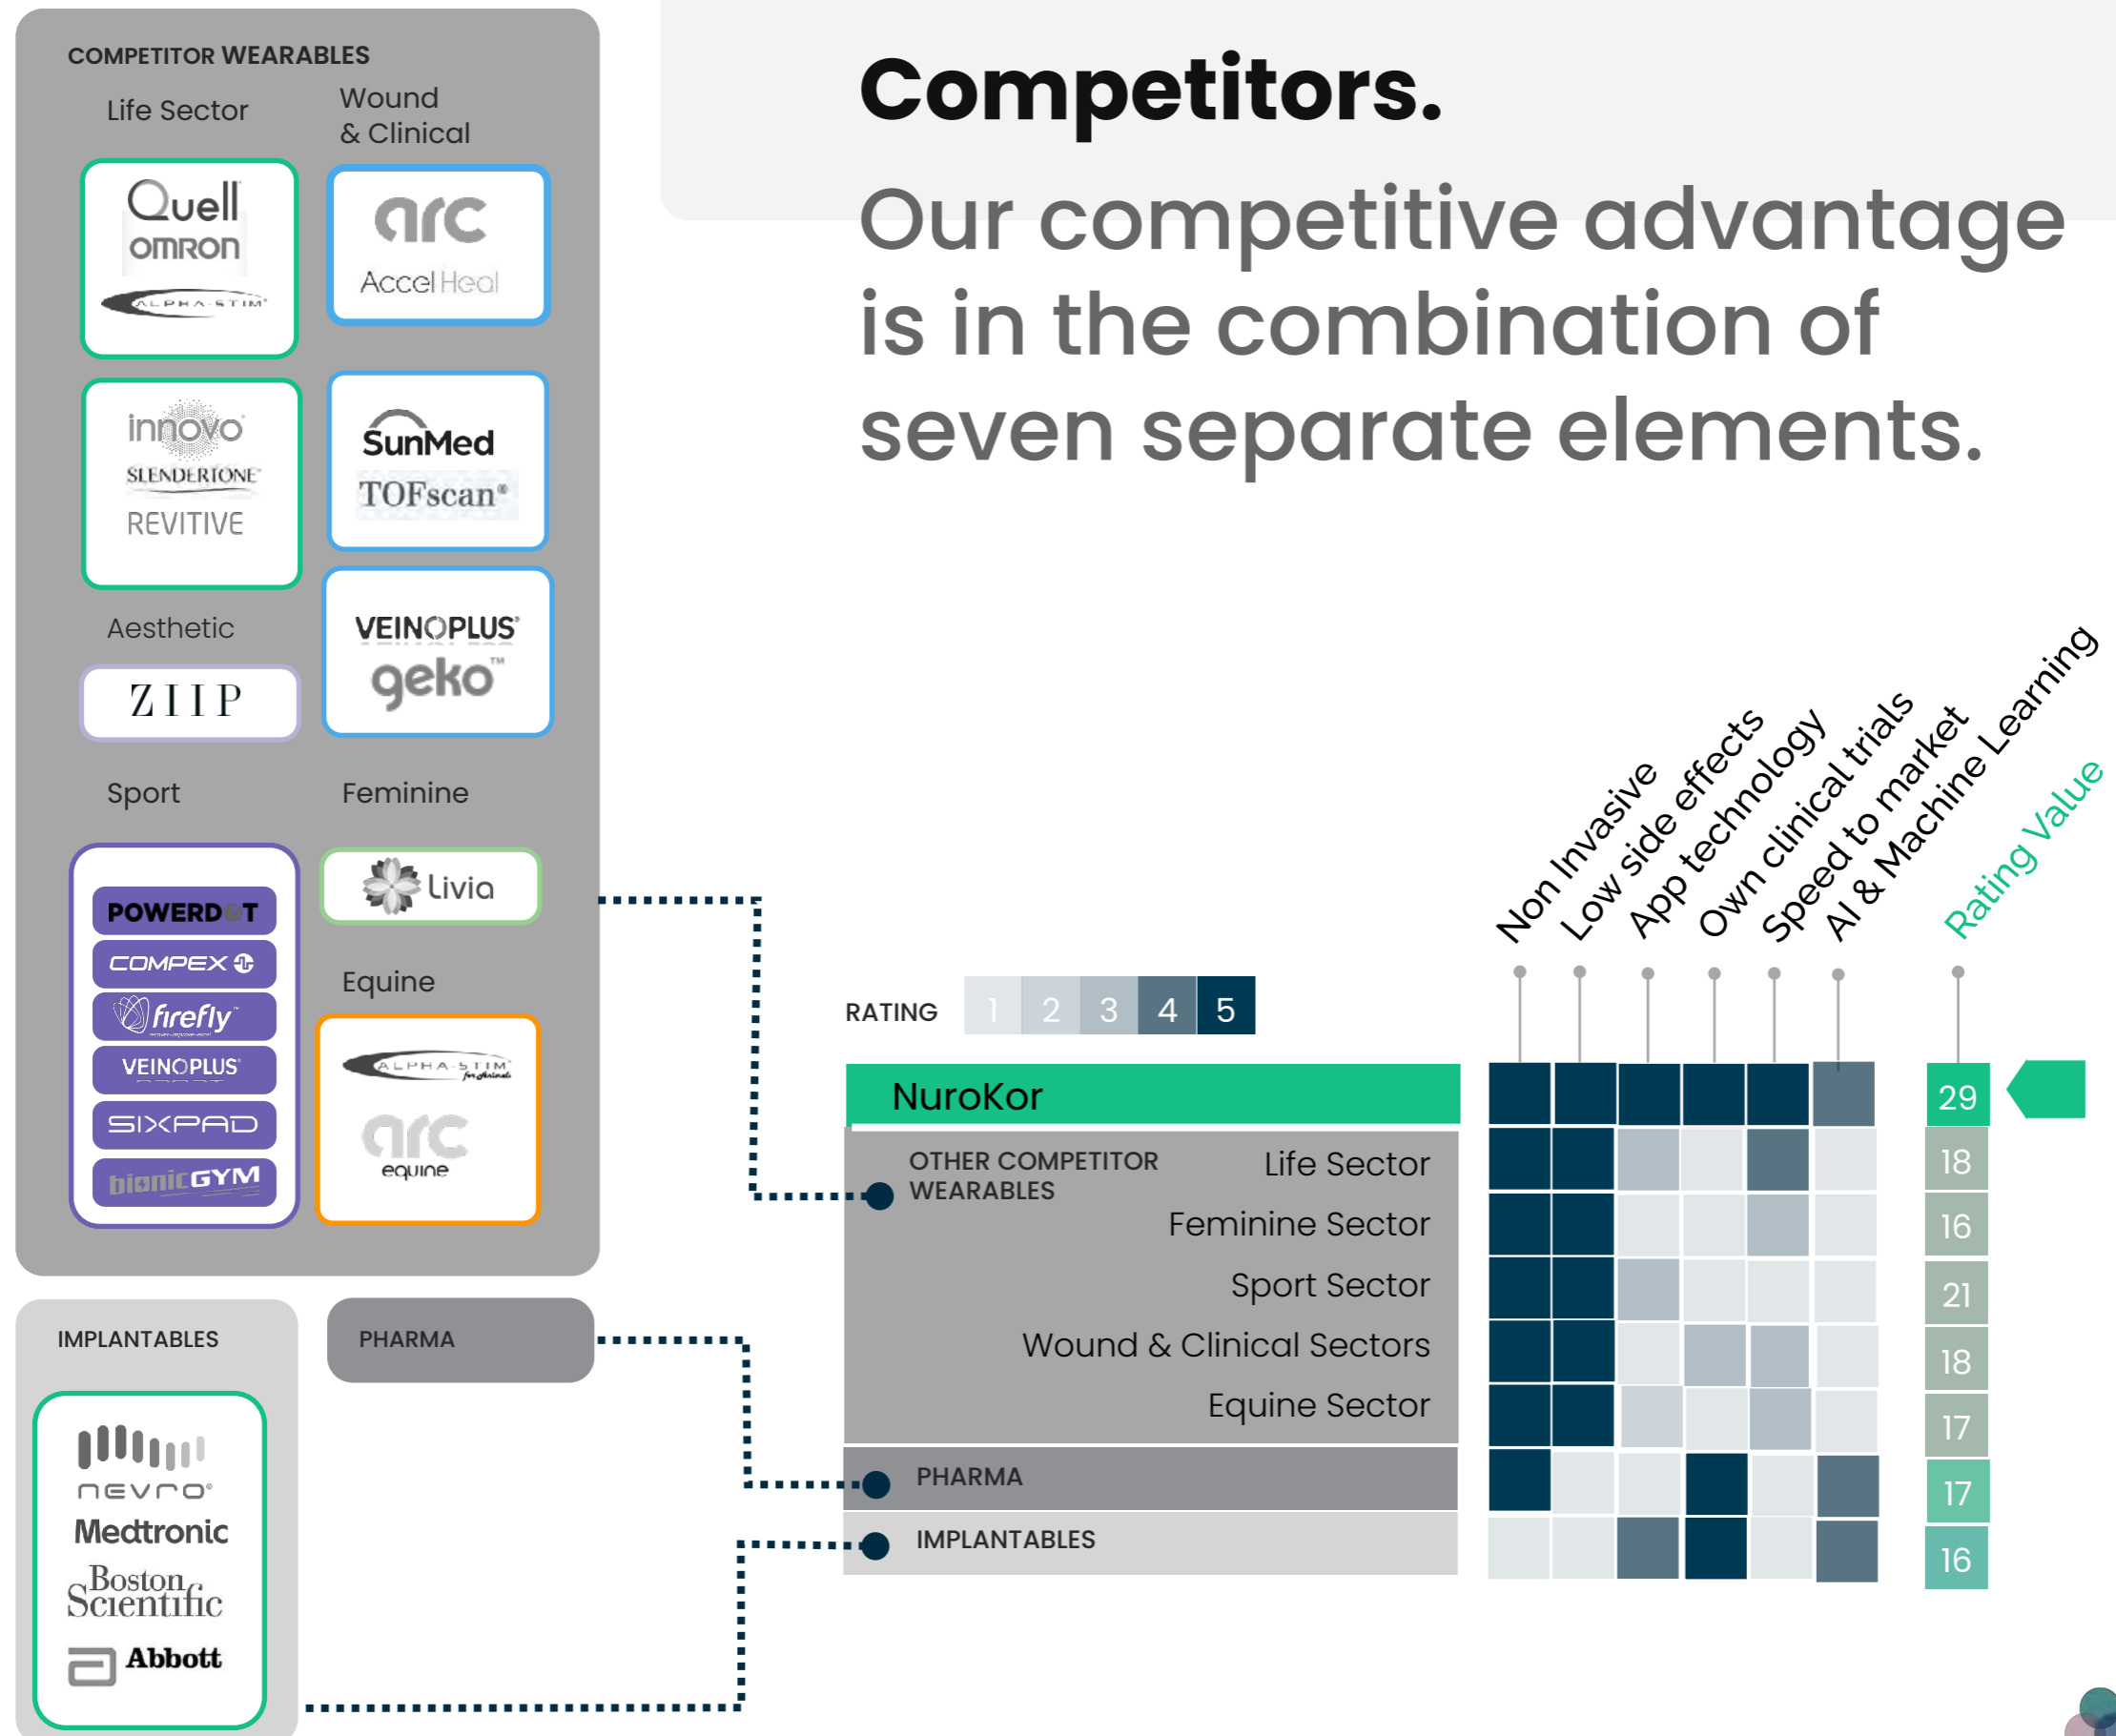 COMPETITOR WEARABLES
Life Sector
Quell
OMRON
ALPHA-STIM®
innovo®
SLENDERTONE™
REVITIVE
Aesthetic
ZIIP
Sport
POWERDOT
COMPEX
firefly™
VEINOPLUS®
SIXPAD
bionicGYM
Wound
& Clinical
arc
AccelHeal
SunMed
TOFscan®
VEINOPLUS®
geko™
Feminine
Livia
Equine
ALPHA-STIM®
for Animals
arc
equine
IMPLANTABLES
nevro®
Medtronic
Boston
Scientific
Abbott
PHARMA
Competitors.
Our competitive advantage
is in the combination of
seven separate elements.
Non Invasive
Low side effects
App technology
Own clinical trials
Speed to market
AI & Machine Learning
Rating Value
RATING 1 2 3 4 5
NuroKor 29
OTHER COMPETITOR
WEARABLES
Life Sector 18
Feminine Sector 16
Sport Sector 21
Wound & Clinical Sectors 18
Equine Sector 17
PHARMA 17
IMPLANTABLES 16